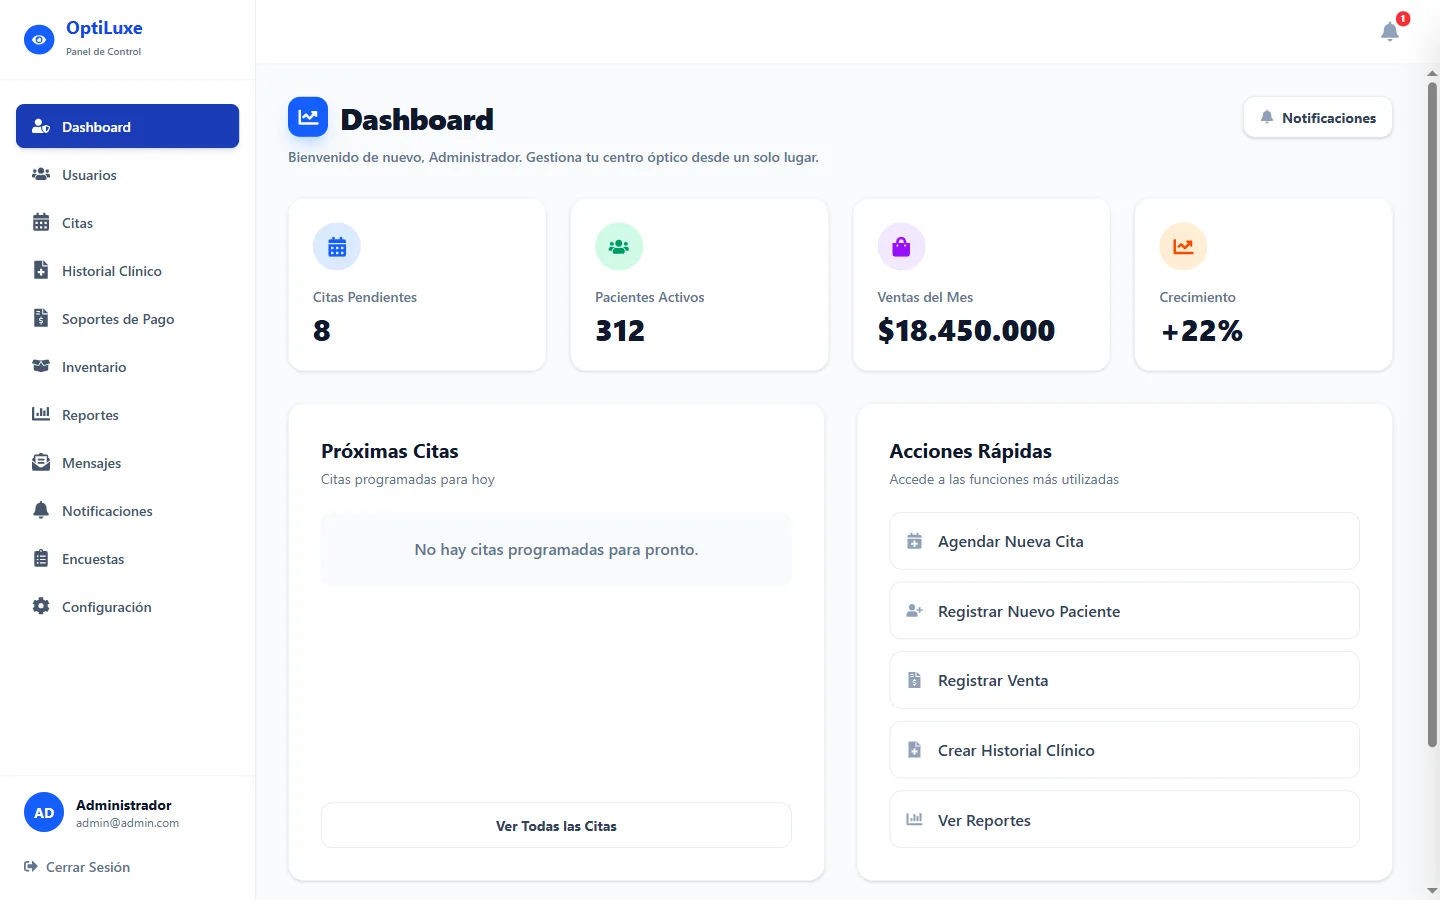 OptiLuxe
Panel de Control
Dashboard
Usuarios
Citas
Historial Clínico
Soportes de Pago
Inventario
Reportes
Mensajes
Notificaciones
Encuestas
Configuración
AD
Administrador
admin@admin.com
Cerrar Sesión
1
Dashboard
Bienvenido de nuevo, Administrador. Gestiona tu centro óptico desde un solo lugar.
Notificaciones
Citas Pendientes
8
Pacientes Activos
312
Ventas del Mes
$18.450.000
Crecimiento
+22%
Próximas Citas
Citas programadas para hoy
No hay citas programadas para pronto.
Ver Todas las Citas
Acciones Rápidas
Accede a las funciones más utilizadas
Agendar Nueva Cita
Registrar Nuevo Paciente
Registrar Venta
Crear Historial Clínico
Ver Reportes